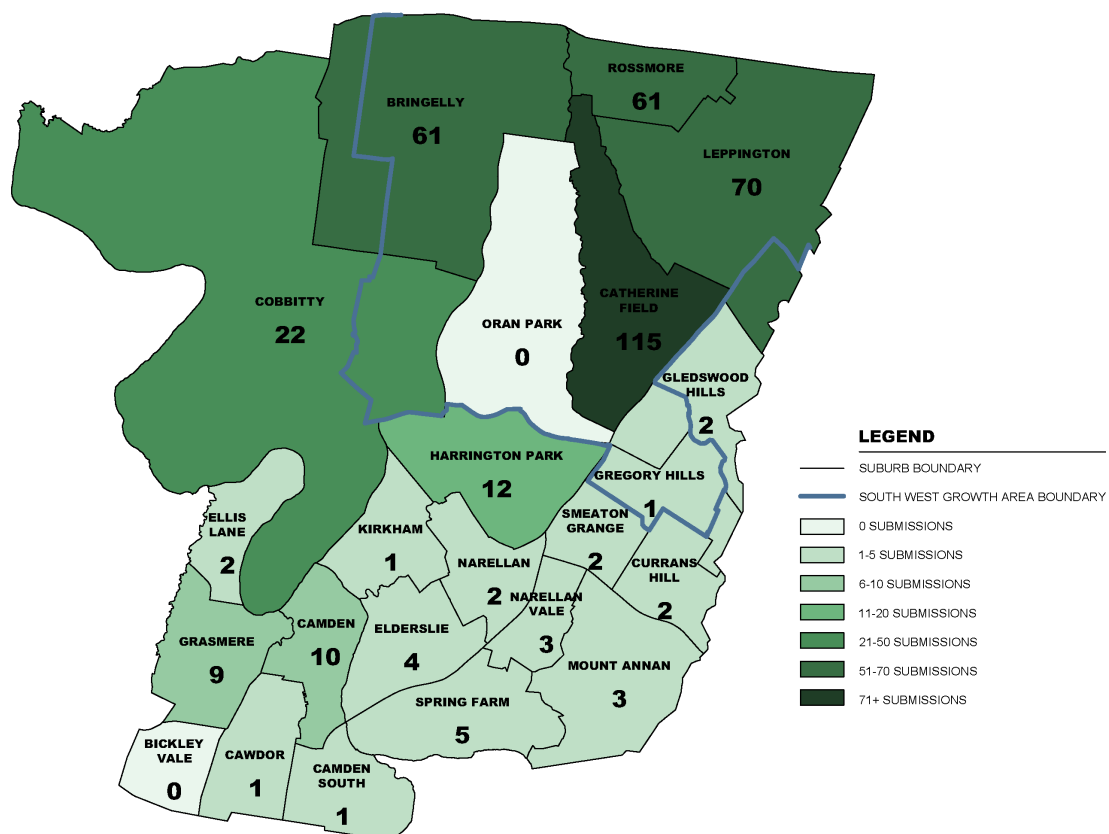 ROSSMORE
61
BRINGELLY
61
LEPPINGTON
70
COBBITTY
22
CATHERINE
FIELD
115
ORAN PARK
0
GLEDSWOOD
HILLS
2
HARRINGTON PARK
12
GREGORY HILLS
1
ELLIS
LANE
2
KIRKHAM
1
SMEATON
GRANGE
2
NARELLAN
2
CURRANS
HILL
2
NARELLAN
VALE
3
GRASMERE
9
CAMDEN
10
ELDERSLIE
4
MOUNT ANNAN
3
SPRING FARM
5
BICKLEY
VALE
0
CAWDOR
1
CAMDEN
SOUTH
1
LEGEND
SUBURB BOUNDARY
SOUTH WEST GROWTH AREA BOUNDARY
0 SUBMISSIONS
1-5 SUBMISSIONS
6-10 SUBMISSIONS
11-20 SUBMISSIONS
21-50 SUBMISSIONS
51-70 SUBMISSIONS
71+ SUBMISSIONS